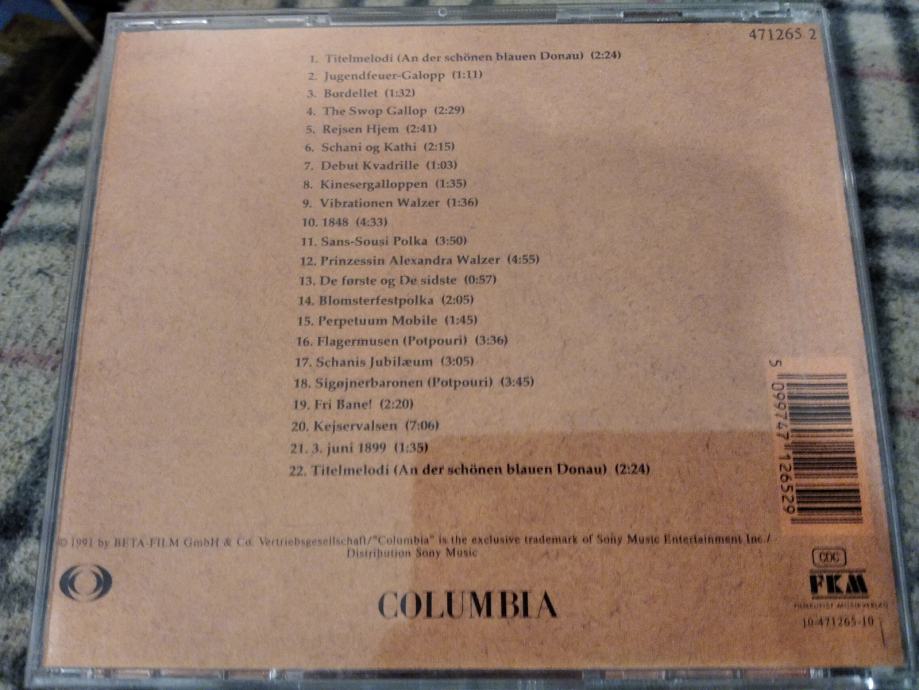 471265 2
1. Titelmelodi (An der schönen blauen Donau) (2:24)
2. Jugendfeuer-Galopp (1:11)
3. Bordellet (1:32)
4. The Swop Gallop (2:29)
5. Rejsen Hjem (2:41)
6. Schani og Kathi (2:15)
7. Debut Kvadrille (1:03)
8. Kinesergalloppen (1:35)
9. Vibrationen Walzer (1:36)
10. 1848 (4:33)
11. Sans-Sousi Polka (3:50)
12. Prinzessin Alexandra Walzer (4:55)
13. De første og De sidste (0:57)
14. Blomsterfestpolka (2:05)
15. Perpetuum Mobile (1:45)
16. Flagermusen (Potpouri) (3:36)
17. Schanis Jubilæum (3:05)
18. Sigøjnerbaronen (Potpouri) (3:45)
19. Fri Bane! (2:20)
20. Kejservalsen (7:06)
21. 3. juni 1899 (1:35)
22. Titelmelodi (An der schönen blauen Donau) (2:24)
5 099747 126529
© 1991 by BETA-FILM GmbH & Co. Vertriebsgesellschaft/"Columbia" is the exclusive trademark of Sony Music Entertainment Inc./
Distribution Sony Music
COLUMBIA
CDC
FKM
FILMKUNST MUSIKVERLAG
10-471265-10